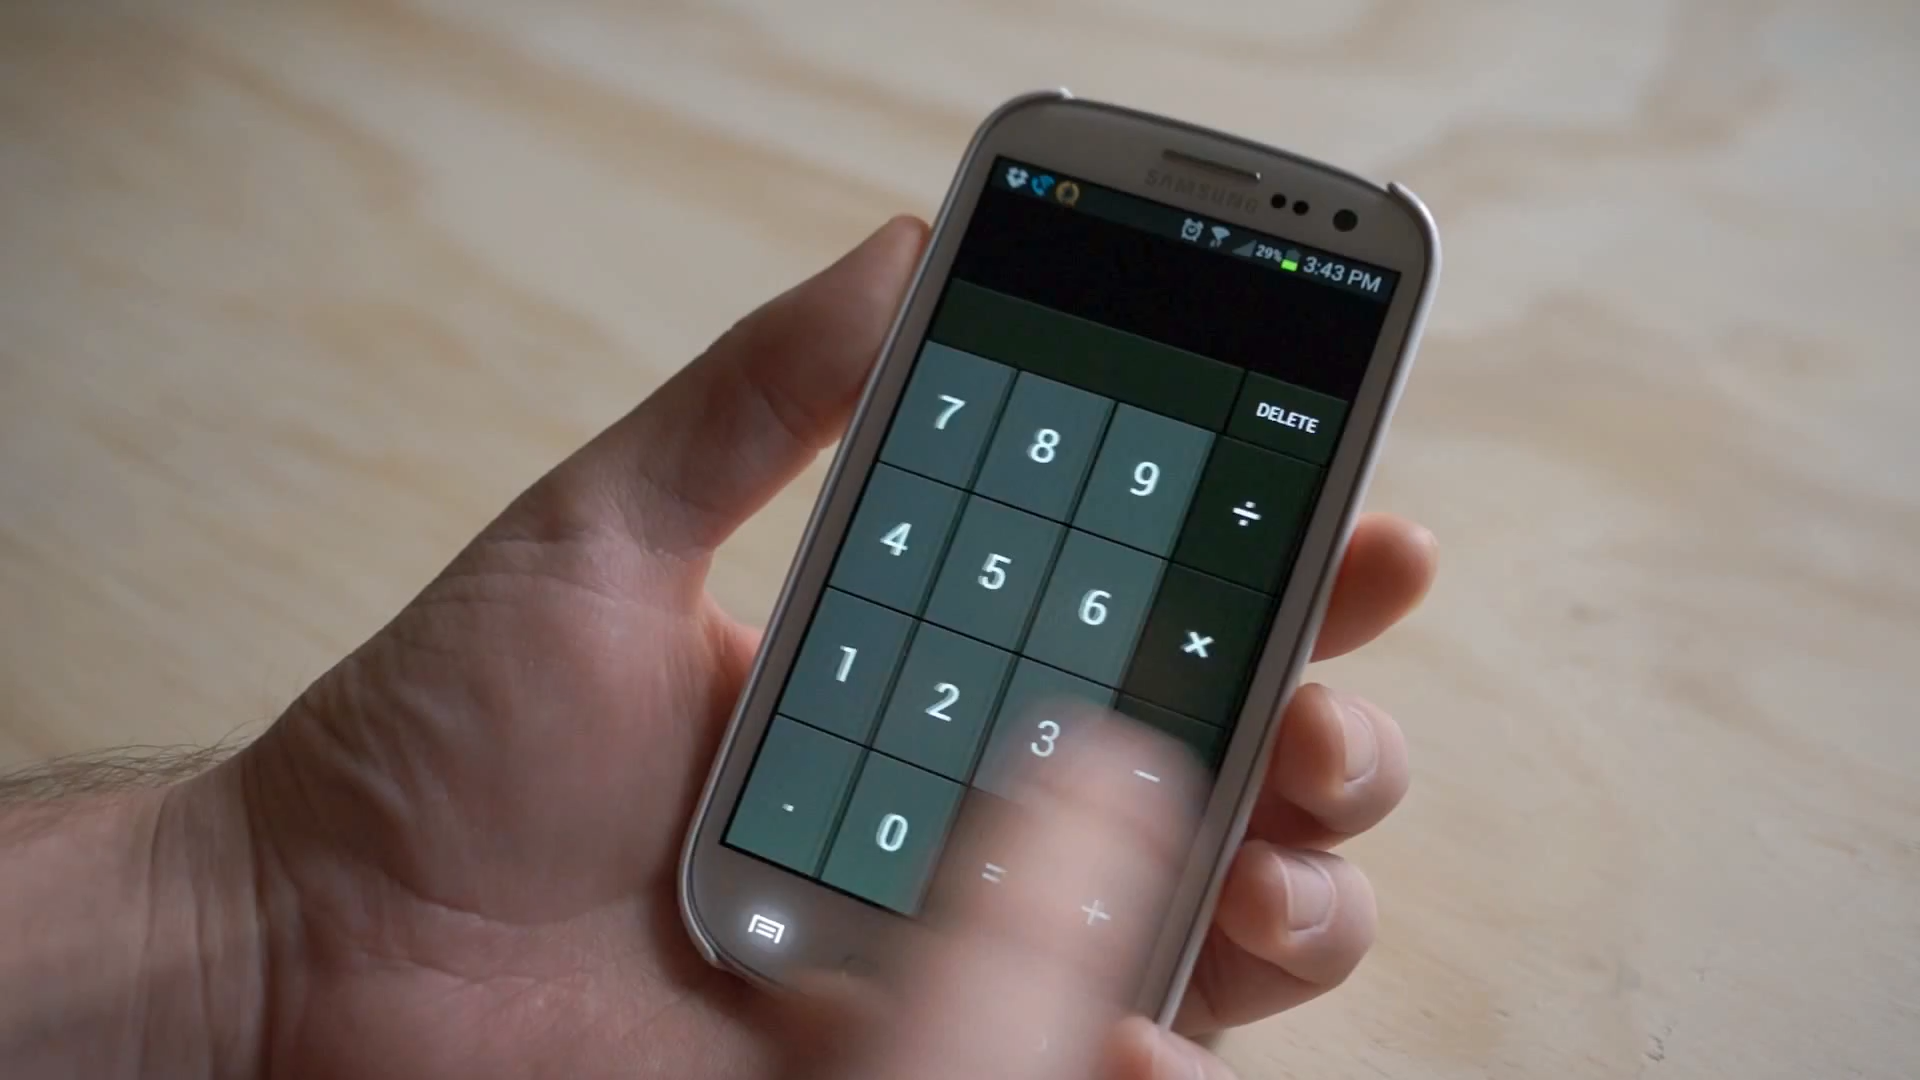 SAMSUNG
29% 3:43 PM
DELETE
7 8 9 ÷
4 5 6 ×
1 2 3 −
. 0 = +